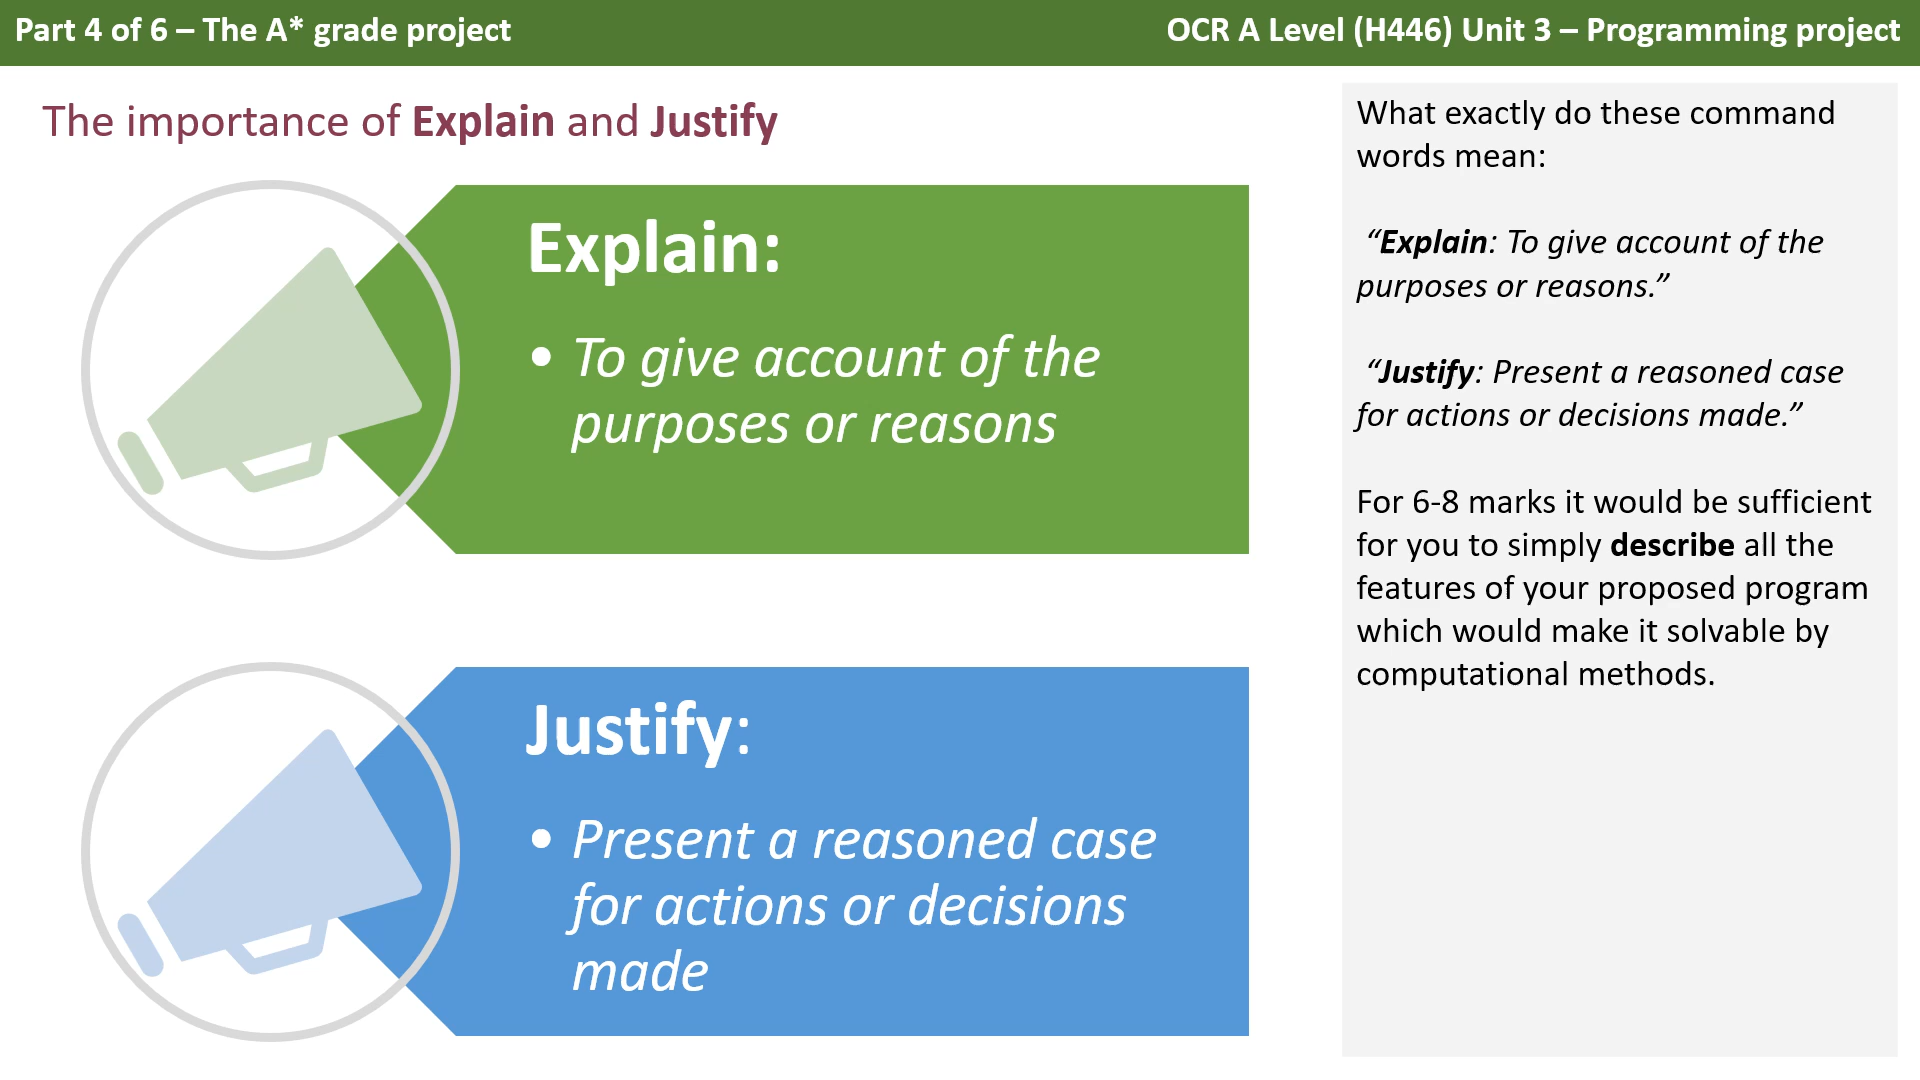 Part 4 of 6 – The A* grade project
OCR A Level (H446) Unit 3 – Programming project
The importance of Explain and Justify
Explain:
• To give account of the
purposes or reasons
Justify:
• Present a reasoned case
for actions or decisions
made
What exactly do these command
words mean:
“Explain: To give account of the
purposes or reasons.”
“Justify: Present a reasoned case
for actions or decisions made.”
For 6-8 marks it would be sufficient
for you to simply describe all the
features of your proposed program
which would make it solvable by
computational methods.